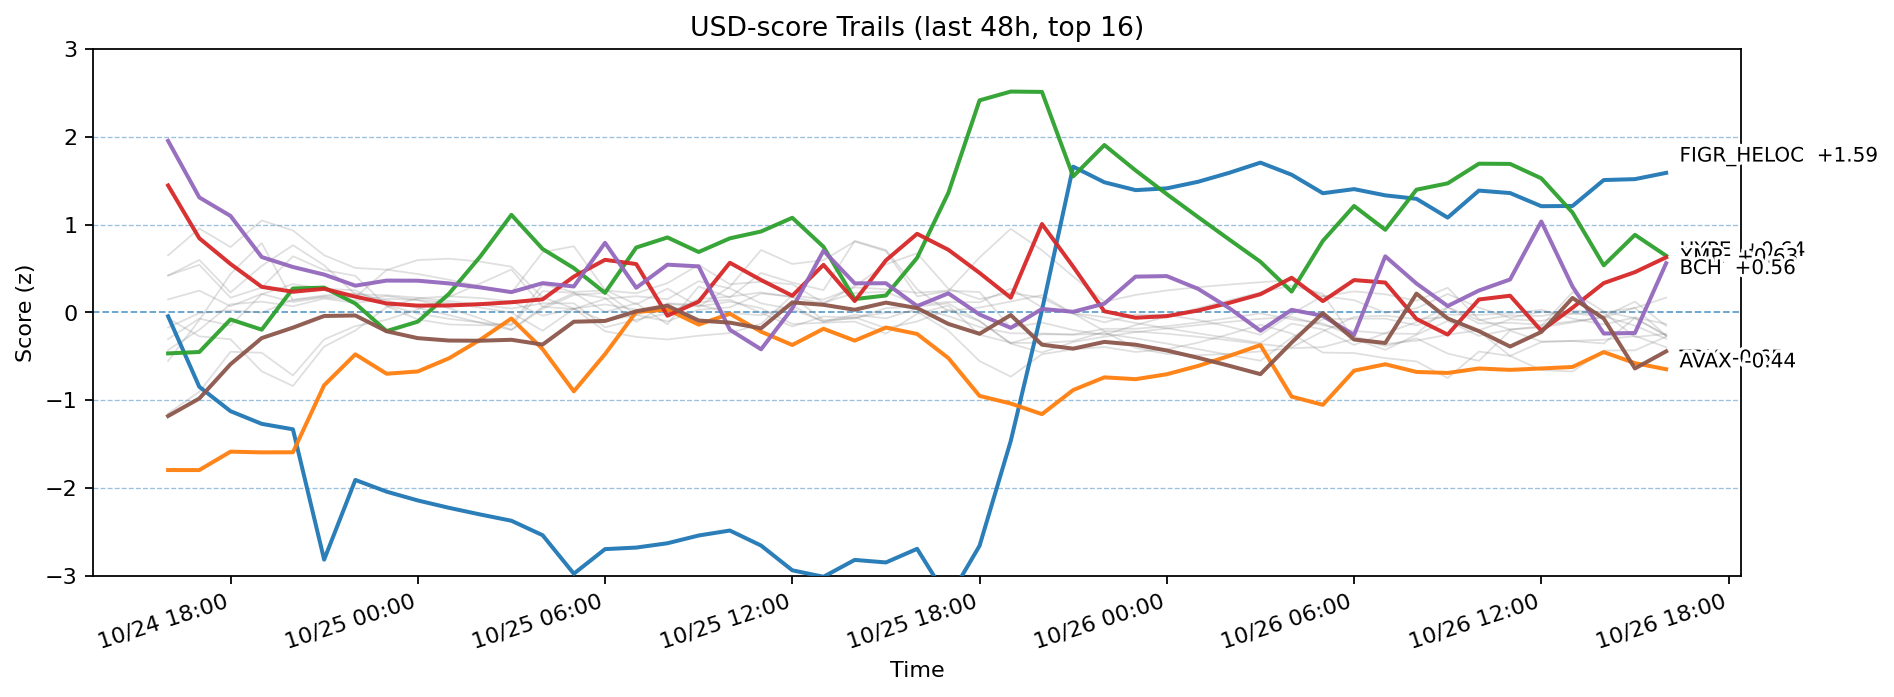 USD-score Trails (last 48h, top 16)
3
2
1
0
−1
−2
−3
Score (z)
FIGR_HELOC +1.59
BCH +0.56
AVAX -0.44
10/24 18:00
10/25 00:00
10/25 06:00
10/25 12:00
10/25 18:00
10/26 00:00
10/26 06:00
10/26 12:00
10/26 18:00
Time